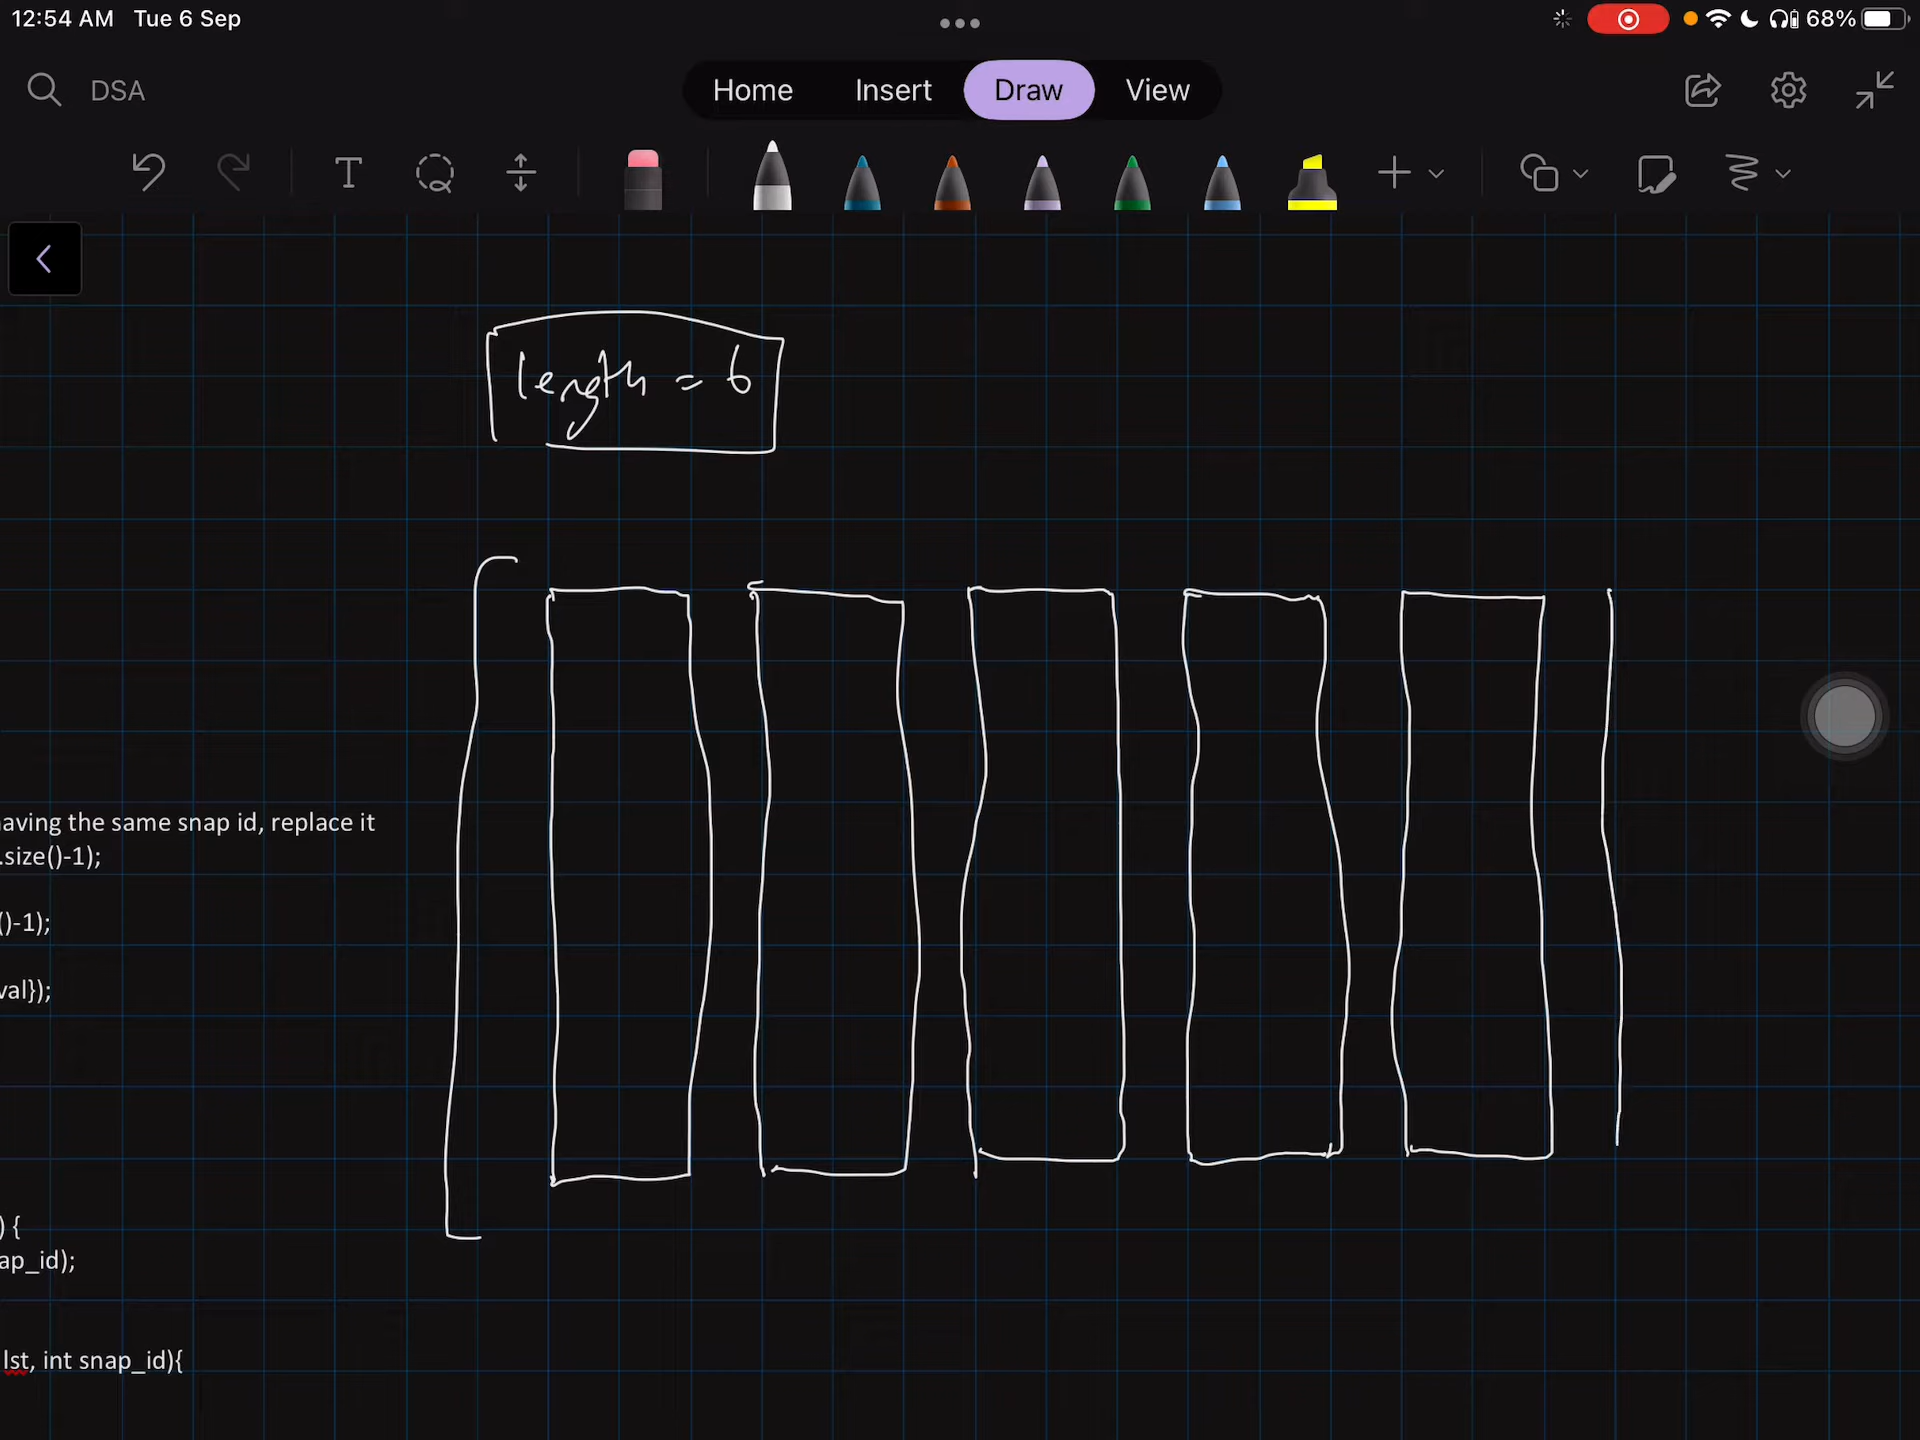 12:54 AM Tue 6 Sep
68%
DSA
Home Insert Draw View
T
length = 6
aving the same snap id, replace it
.size()-1);
()-1);
val});
) {
ap_id);
lst, int snap_id){